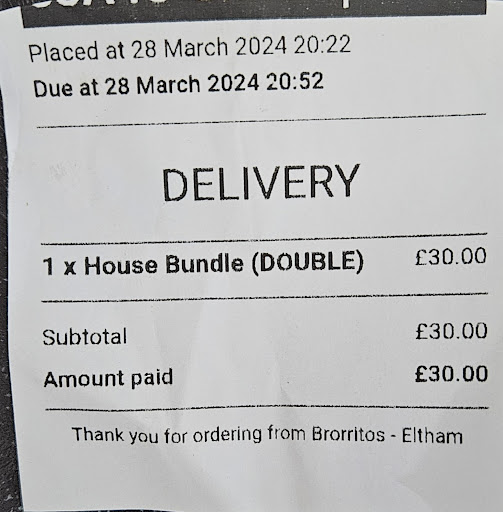 Placed at 28 March 2024 20:22
Due at 28 March 2024 20:52
DELIVERY
1 x House Bundle (DOUBLE) £30.00
Subtotal £30.00
Amount paid £30.00
Thank you for ordering from Brorritos - Eltham